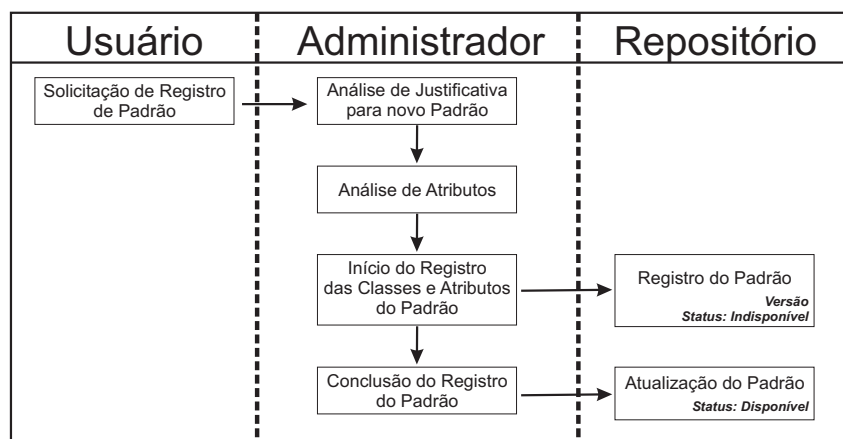 Usuário
Administrador
Repositório
Solicitação de Registro
de Padrão
Análise de Justificativa
para novo Padrão
Análise de Atributos
Início do Registro
das Classes e Atributos
do Padrão
Registro do Padrão
Versão
Status: Indisponível
Conclusão do Registro
do Padrão
Atualização do Padrão
Status: Disponível